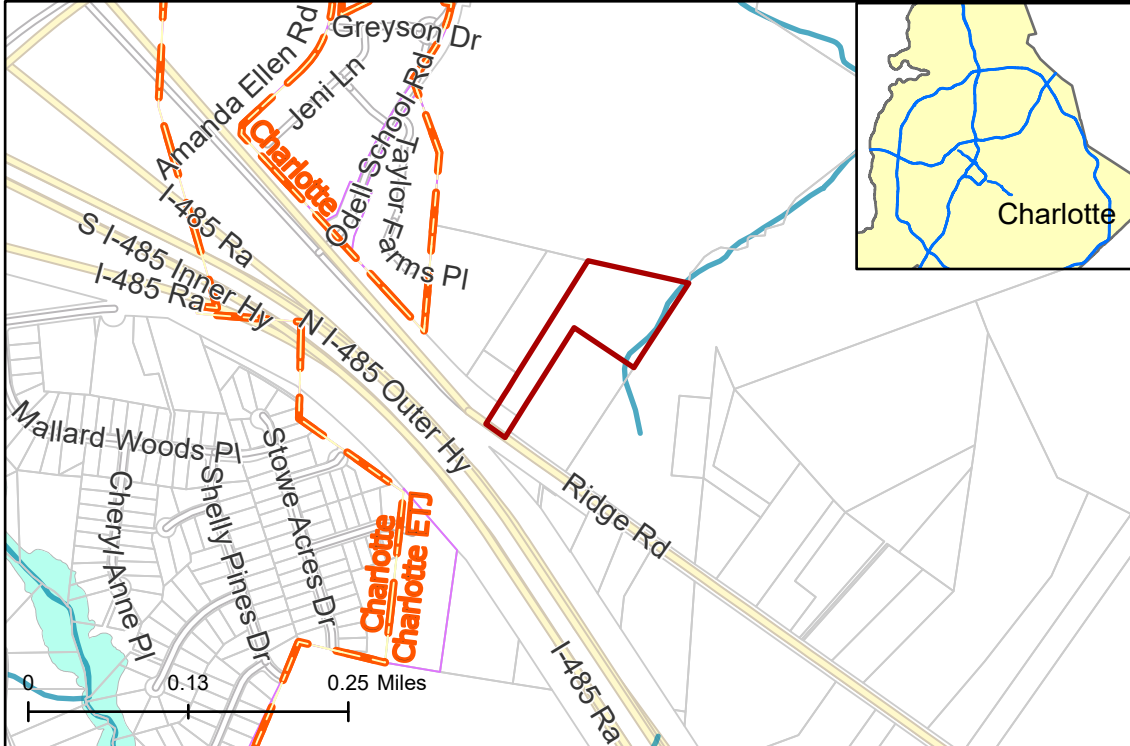 Greyson Dr
Amanda Ellen Rd
Jeni Ln
Odell School Rd
Taylor Farms Pl
Charlotte
Charlotte
I-485 Ra
S I-485 Inner Hy
I-485 Ra
N I-485 Outer Hy
Mallard Woods Pl
Stowe Acres Dr
Shelly Pines Dr
Cheryl Anne Pl
Ridge Rd
Charlotte
Charlotte ETJ
I-485 Ra
0 0.13 0.25 Miles